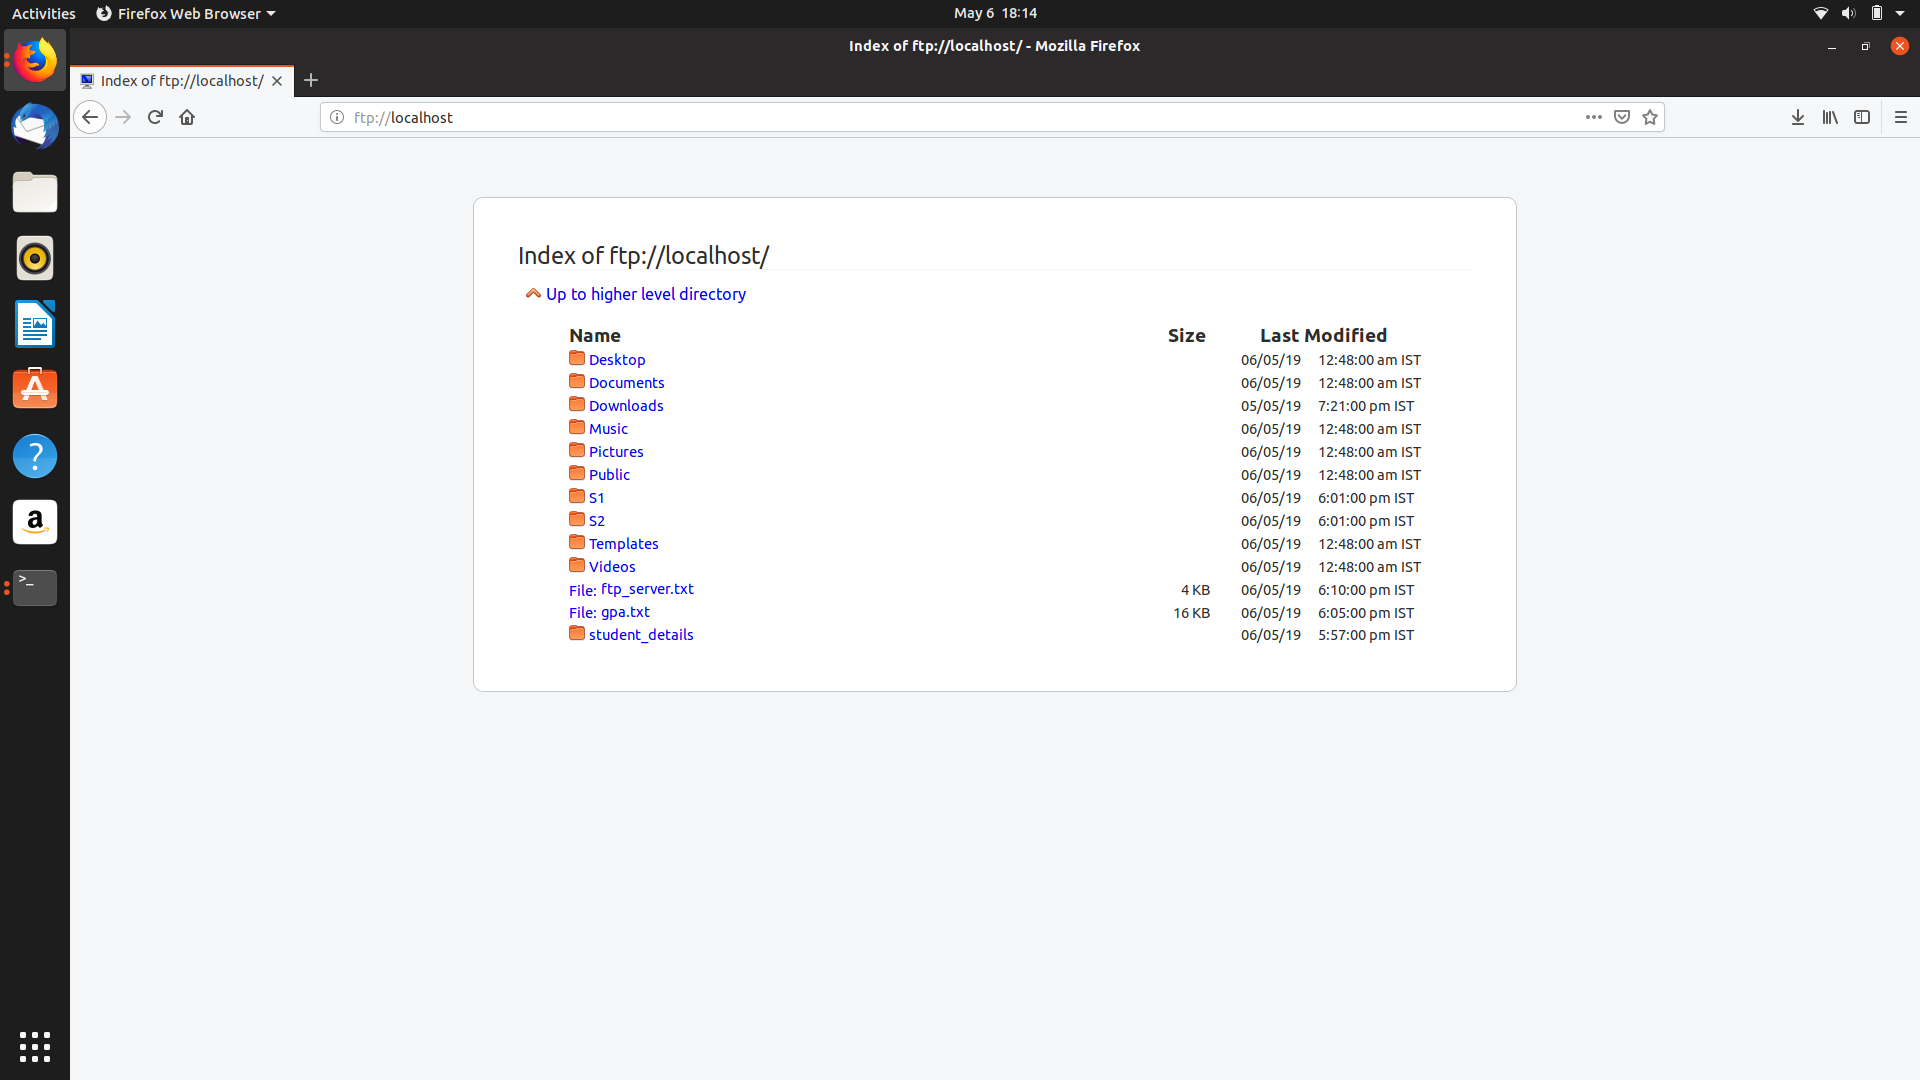 Activities Firefox Web Browser May 6 18:14
Index of ftp://localhost/ - Mozilla Firefox
Index of ftp://localhost/
ftp://localhost
Index of ftp://localhost/
Up to higher level directory
Name Size Last Modified
Desktop 06/05/19 12:48:00 am IST
Documents 06/05/19 12:48:00 am IST
Downloads 05/05/19 7:21:00 pm IST
Music 06/05/19 12:48:00 am IST
Pictures 06/05/19 12:48:00 am IST
Public 06/05/19 12:48:00 am IST
S1 06/05/19 6:01:00 pm IST
S2 06/05/19 6:01:00 pm IST
Templates 06/05/19 12:48:00 am IST
Videos 06/05/19 12:48:00 am IST
File: ftp_server.txt 4 KB 06/05/19 6:10:00 pm IST
File: gpa.txt 16 KB 06/05/19 6:05:00 pm IST
student_details 06/05/19 5:57:00 pm IST